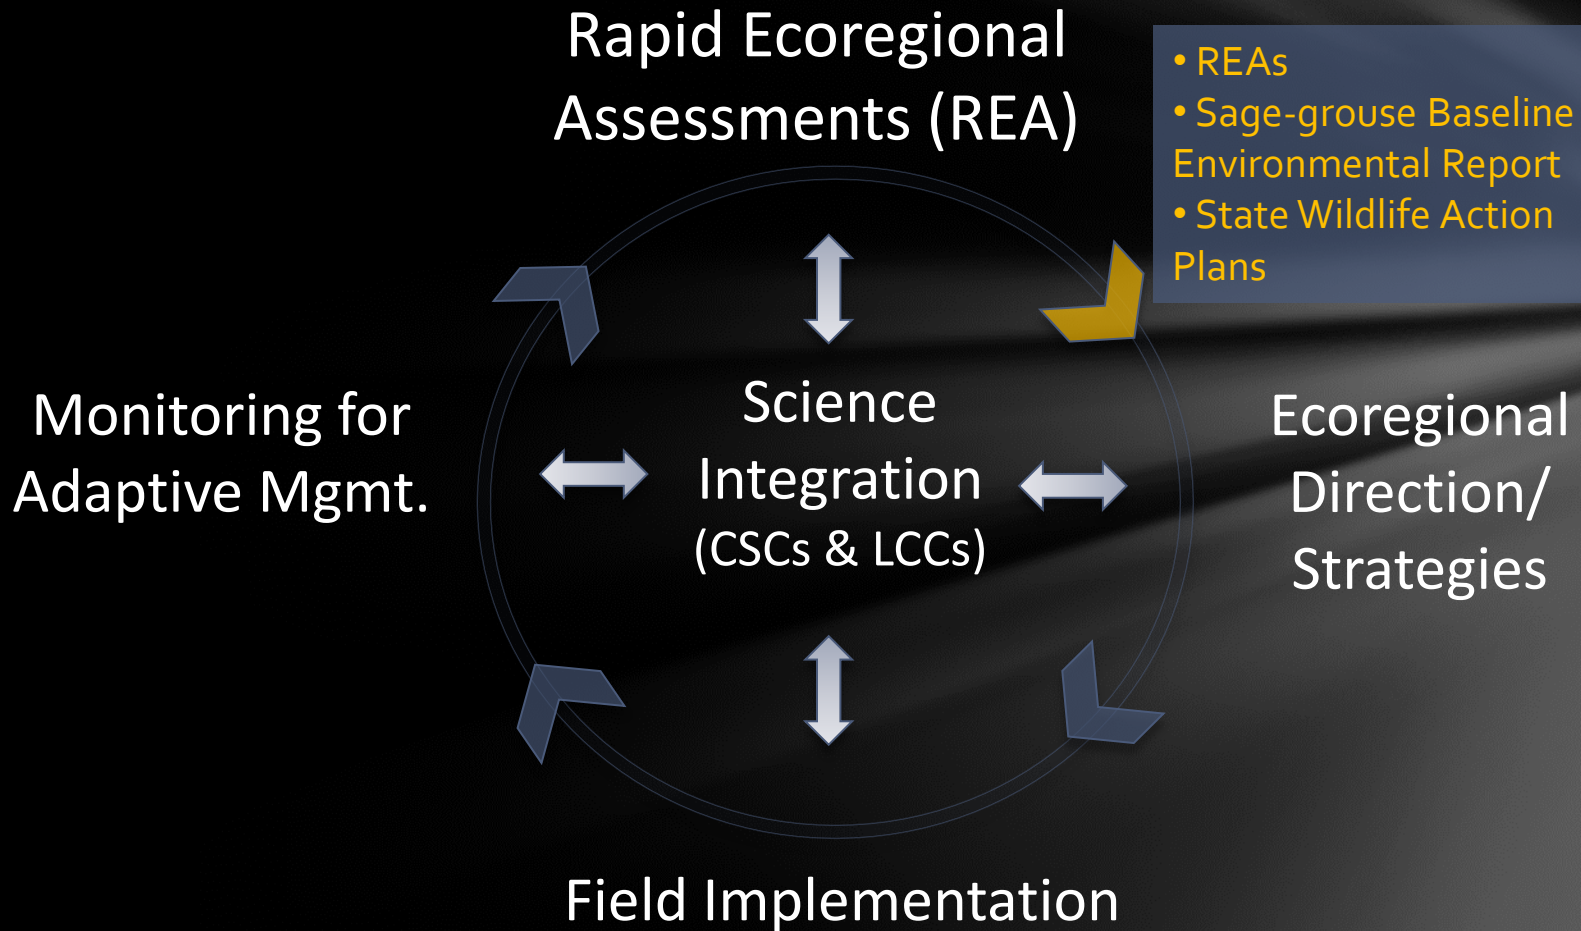 Rapid Ecoregional
Assessments (REA)
• REAs
• Sage-grouse Baseline
Environmental Report
• State Wildlife Action
Plans
Monitoring for
Adaptive Mgmt.
Science
Integration
(CSCs & LCCs)
Ecoregional
Direction/
Strategies
Field Implementation